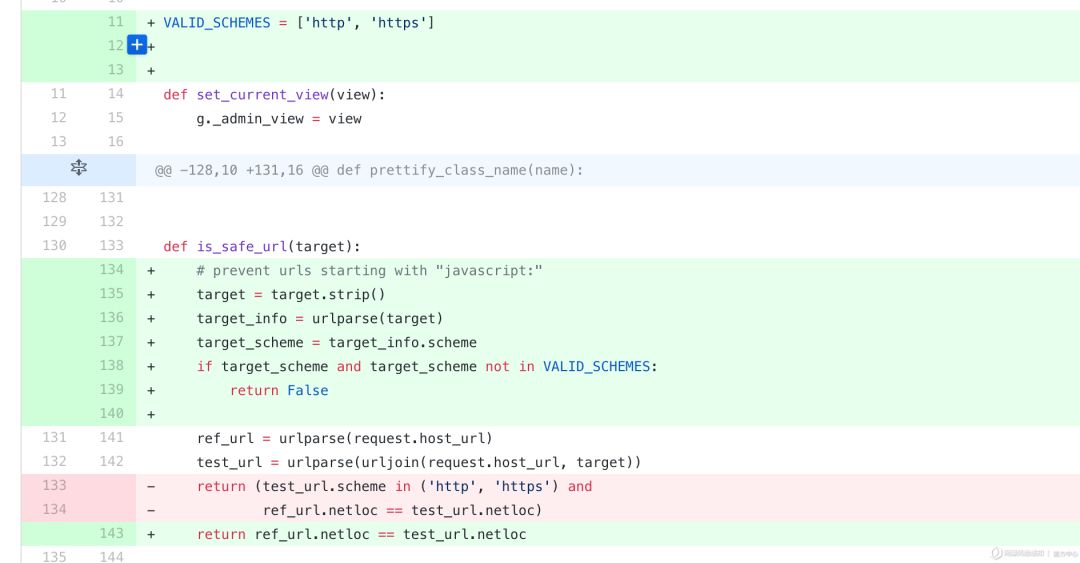 11 + VALID_SCHEMES = ['http', 'https']
12 +
13 +
11 14 def set_current_view(view):
12 15 g._admin_view = view
13 16
@@ -128,10 +131,16 @@ def prettify_class_name(name):
128 131
129 132
130 133 def is_safe_url(target):
134 + # prevent urls starting with "javascript:"
135 + target = target.strip()
136 + target_info = urlparse(target)
137 + target_scheme = target_info.scheme
138 + if target_scheme and target_scheme not in VALID_SCHEMES:
139 + return False
140 +
131 141 ref_url = urlparse(request.host_url)
132 142 test_url = urlparse(urljoin(request.host_url, target))
133 - return (test_url.scheme in ('http', 'https') and
134 - ref_url.netloc == test_url.netloc)
143 + return ref_url.netloc == test_url.netloc
135 144